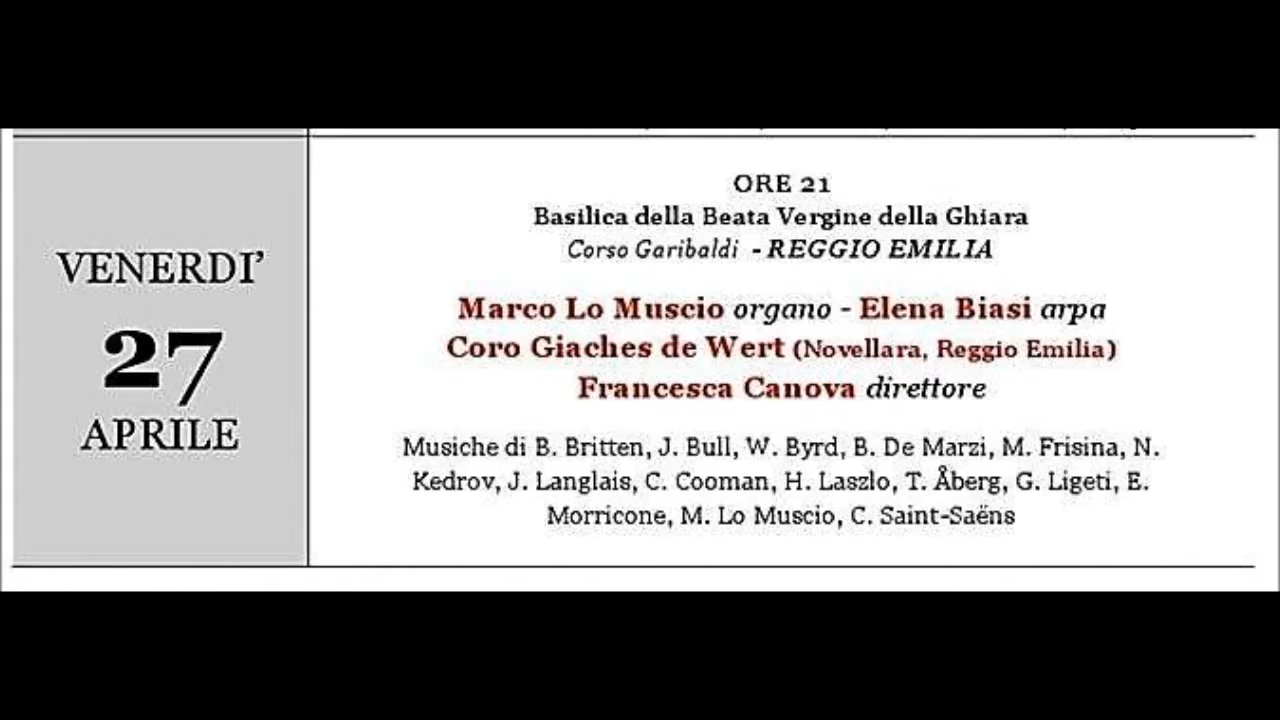 VENERDI’
27
APRILE
ORE 21
Basilica della Beata Vergine della Ghiara
Corso Garibaldi - REGGIO EMILIA
Marco Lo Muscio organo - Elena Biasi arpa
Coro Giaches de Wert (Novellara, Reggio Emilia)
Francesca Canova direttore
Musiche di B. Britten, J. Bull, W. Byrd, B. De Marzi, M. Frisina, N.
Kedrov, J. Langlais, C. Cooman, H. Laszlo, T. Åberg, G. Ligeti, E.
Morricone, M. Lo Muscio, C. Saint-Saëns